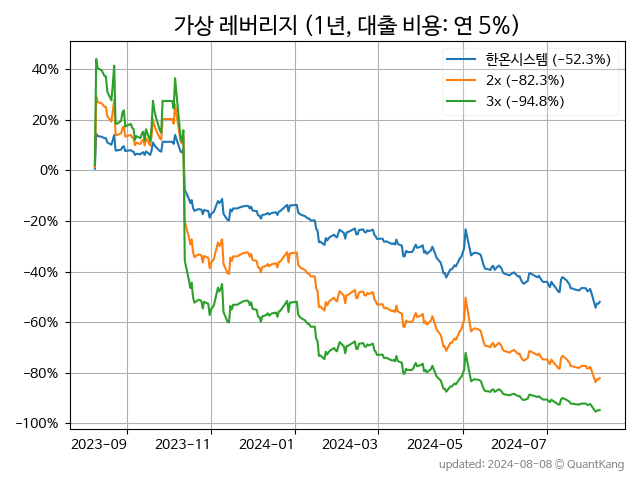 가상 레버리지 (1년, 대출 비용: 연 5%)
한온시스템 (−52.3%)
2x (−82.3%)
3x (−94.8%)
40%
20%
0%
−20%
−40%
−60%
−80%
−100%
2023-09 2023-11 2024-01 2024-03 2024-05 2024-07
updated: 2024-08-08 © QuantKang